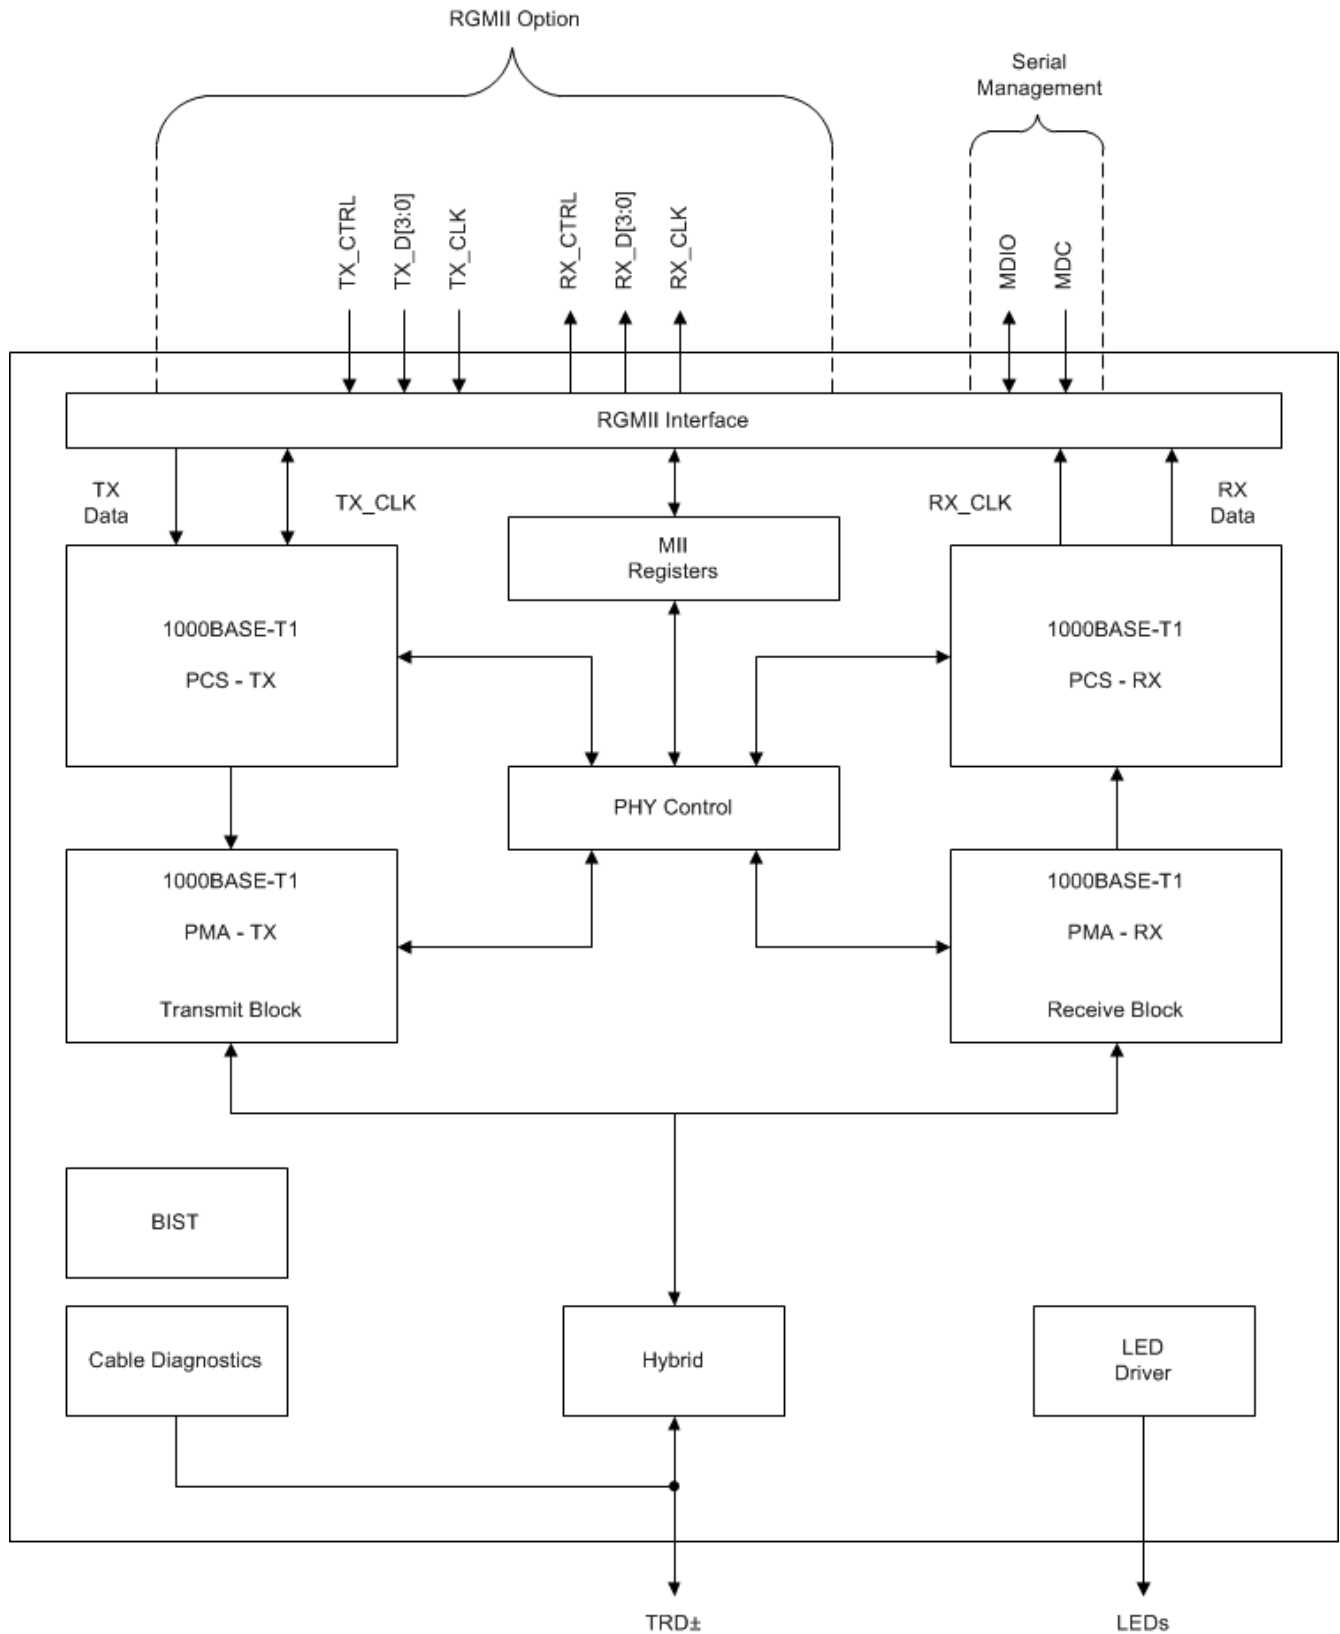 RGMII Option
Serial
Management
TX_CTRL
TX_D[3:0]
TX_CLK
RX_CTRL
RX_D[3:0]
RX_CLK
MDIO
MDC
RGMII Interface
TX
Data
TX_CLK
RX_CLK
RX
Data
MII
Registers
1000BASE-T1
PCS - TX
1000BASE-T1
PCS - RX
PHY Control
1000BASE-T1
PMA - TX
Transmit Block
1000BASE-T1
PMA - RX
Receive Block
BIST
Cable Diagnostics
Hybrid
LED
Driver
TRD±
LEDs